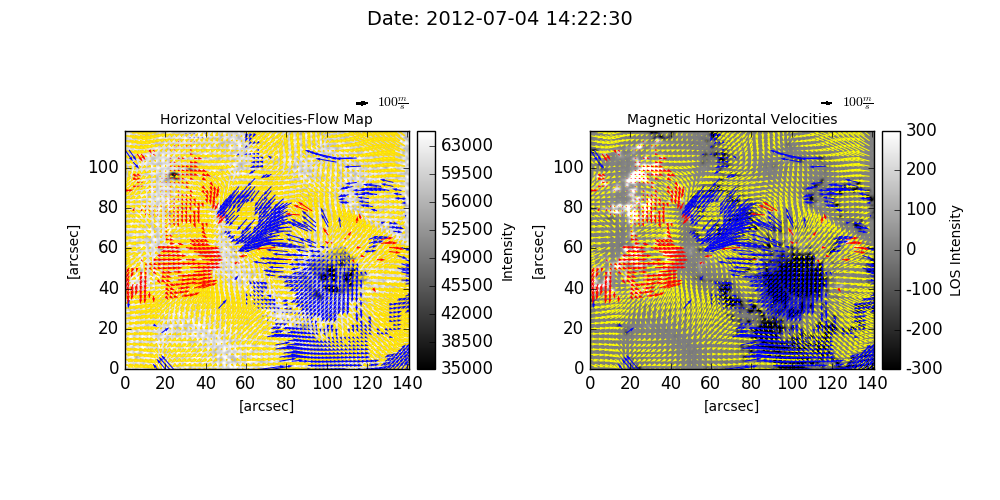 Date: 2012-07-04 14:22:30
100 m/s
Horizontal Velocities-Flow Map
100
80
60
40
20
0
[arcsec]
0 20 40 60 80 100 120 140
[arcsec]
63000
59500
56000
52500
49000
45500
42000
38500
35000
Intensity
100 m/s
Magnetic Horizontal Velocities
100
80
60
40
20
0
[arcsec]
0 20 40 60 80 100 120 140
[arcsec]
300
200
100
0
-100
-200
-300
LOS Intensity